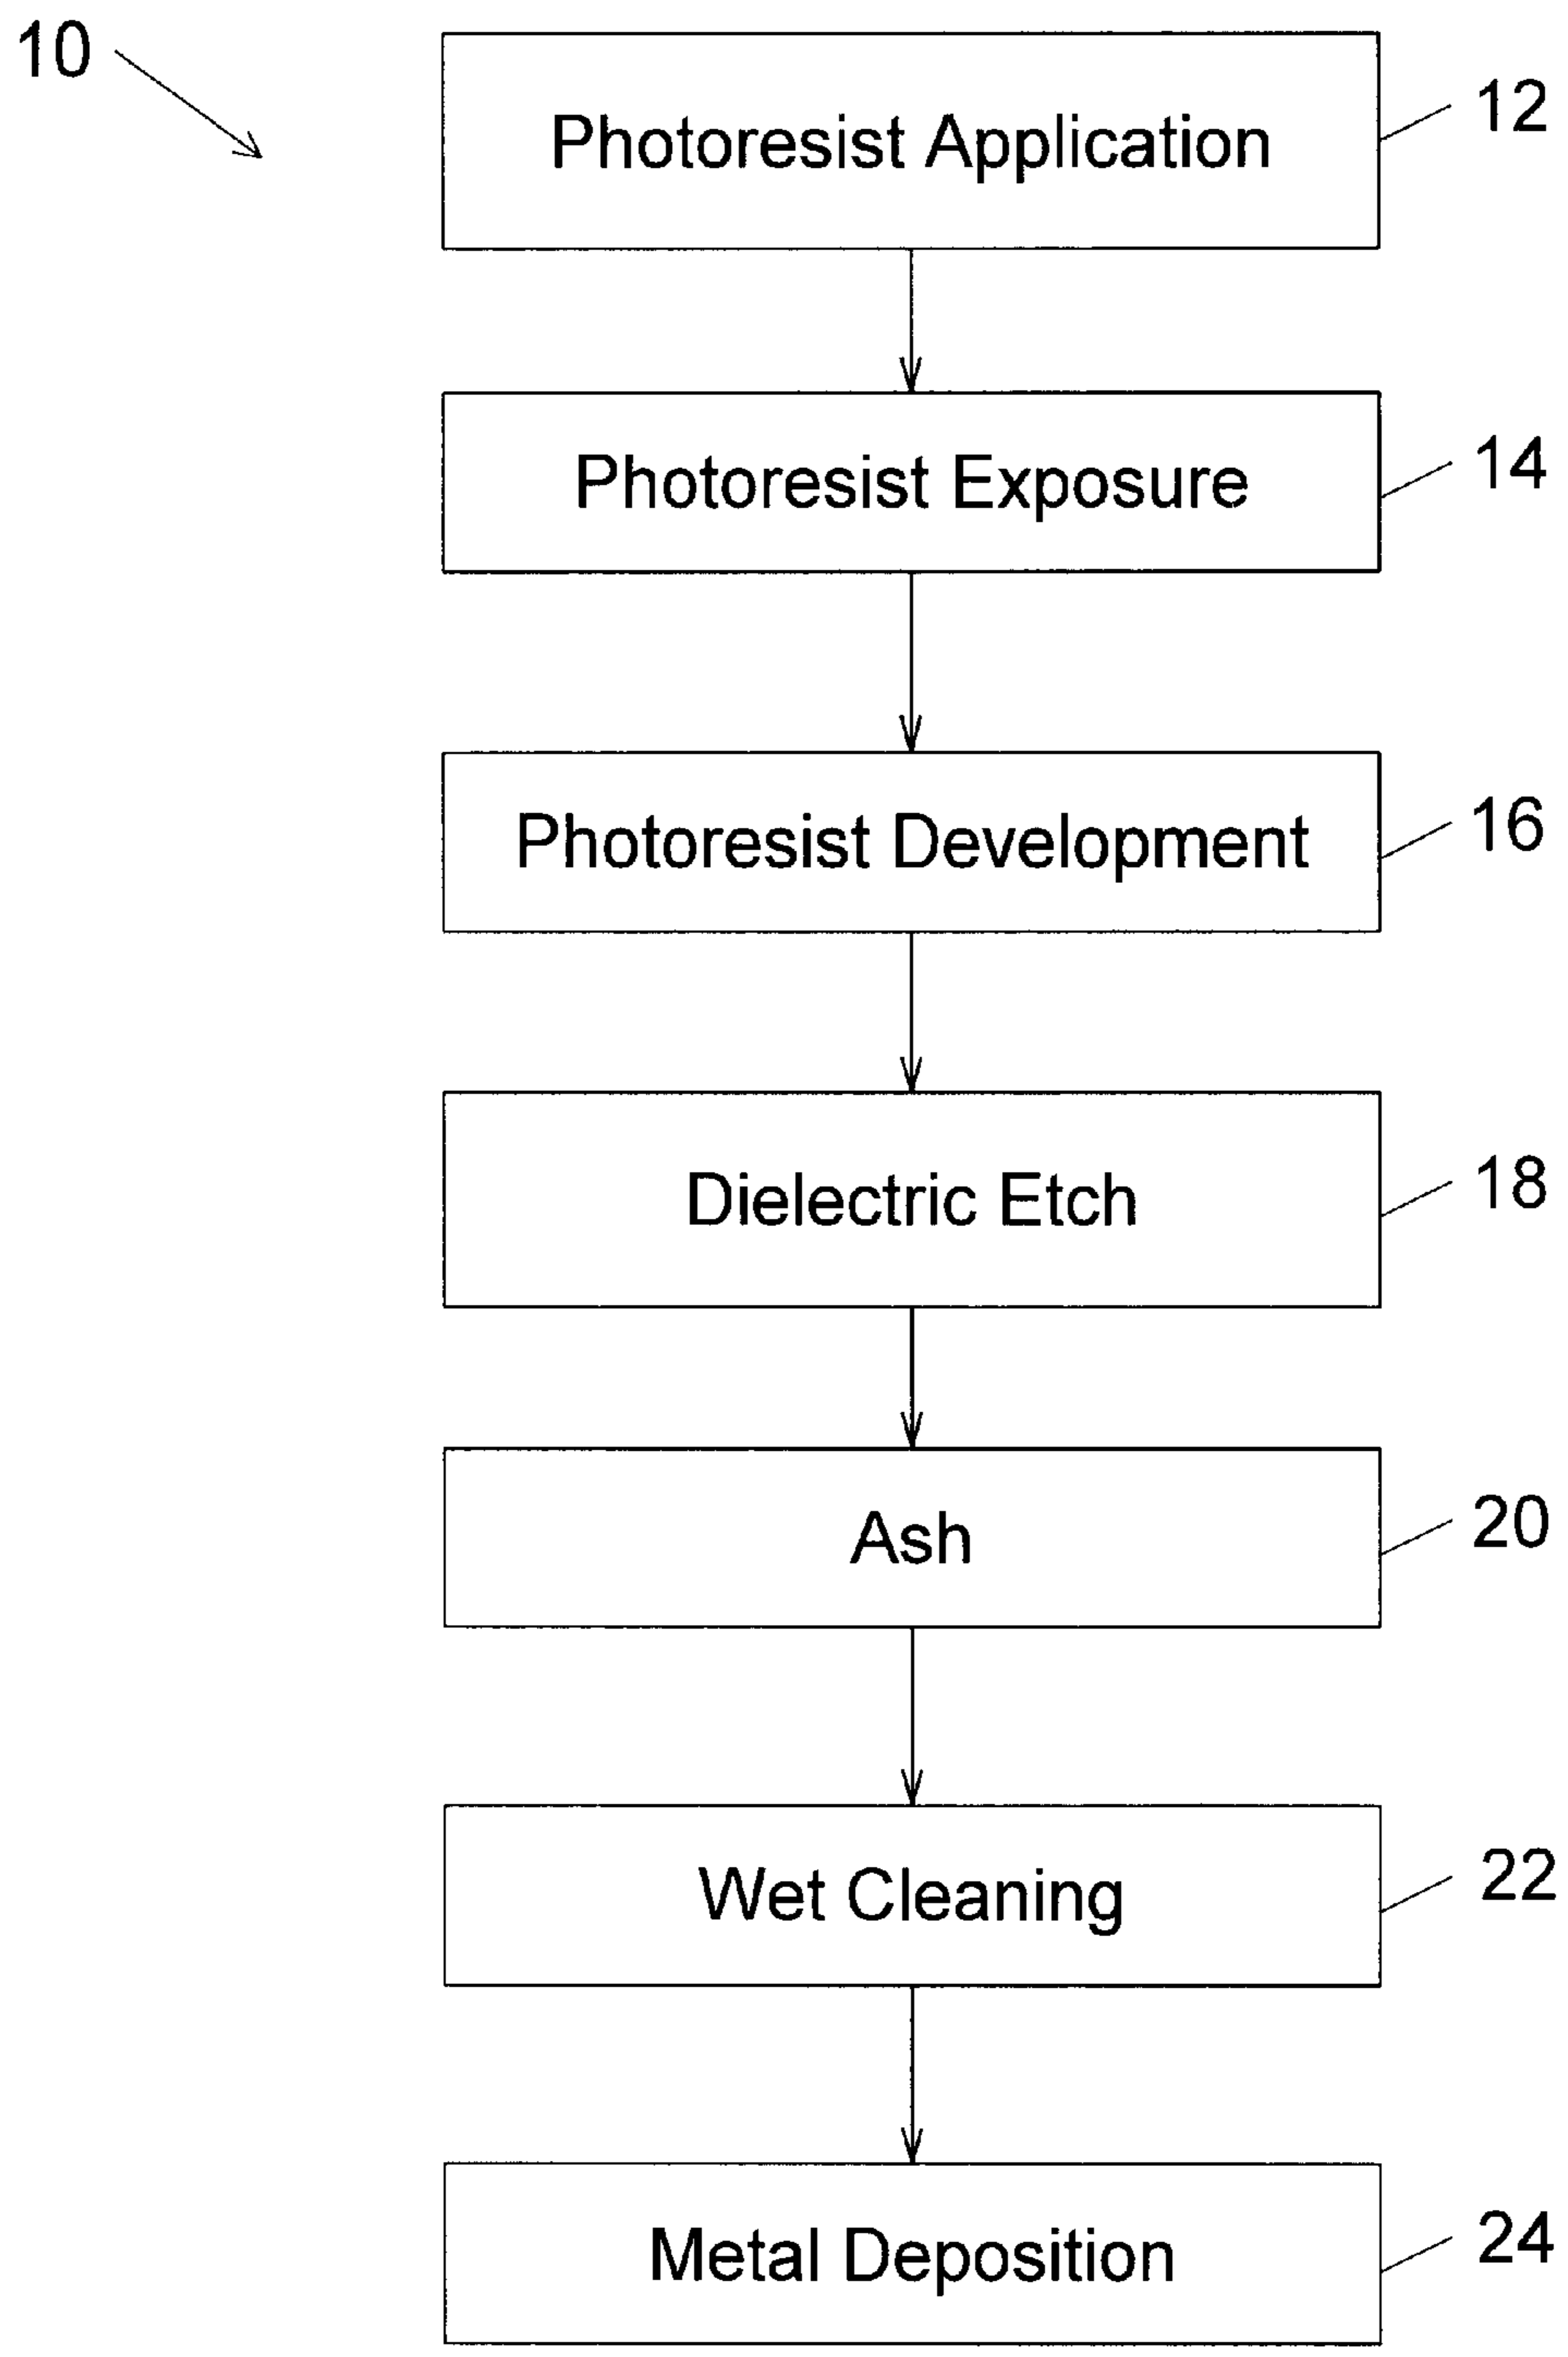 10
Photoresist Application
12
Photoresist Exposure
14
Photoresist Development
16
Dielectric Etch
18
Ash
20
Wet Cleaning
22
Metal Deposition
24